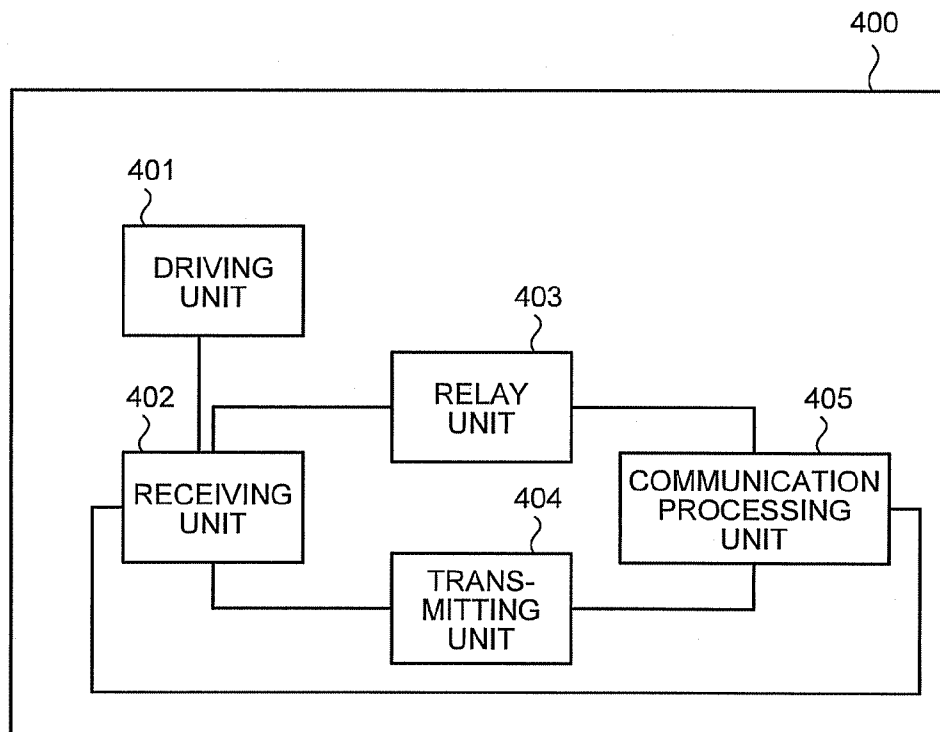 400
401
DRIVING
UNIT
403
RELAY
UNIT
402
RECEIVING
UNIT
405
COMMUNICATION
PROCESSING
UNIT
404
TRANS-
MITTING
UNIT